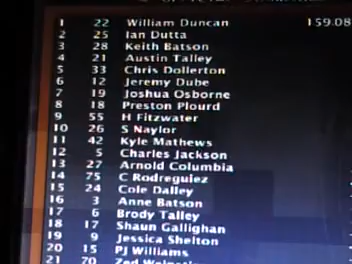 1 22 William Duncan 159.08
2 25 Ian Dutta
3 28 Keith Batson
4 21 Austin Talley
5 33 Chris Dollerton
6 12 Jeremy Dube
7 19 Joshua Osborne
8 18 Preston Plourd
9 55 H Fitzwater
10 26 S Naylor
11 42 Kyle Mathews
12 5 Charles Jackson
13 27 Arnold Columbia
14 75 C Rodreguiez
15 24 Cole Dalley
16 3 Anne Batson
17 6 Brody Talley
18 17 Shaun Gallighan
19 9 Jessica Shelton
20 15 PJ Williams
21 70